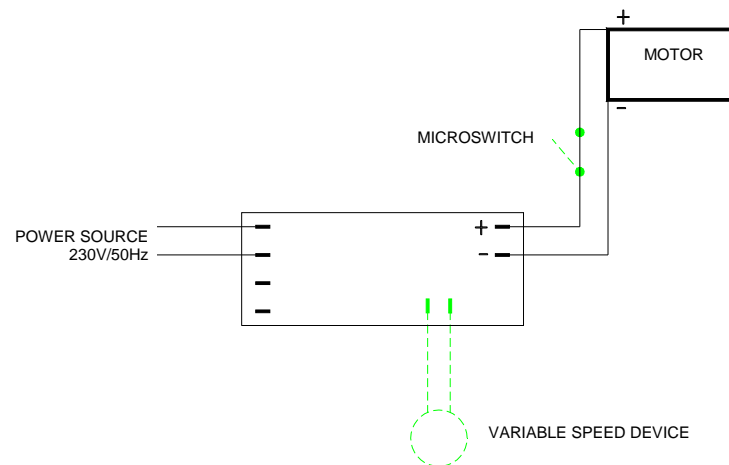 +
MOTOR
-
MICROSWITCH
POWER SOURCE
230V/50Hz
+
-
VARIABLE SPEED DEVICE